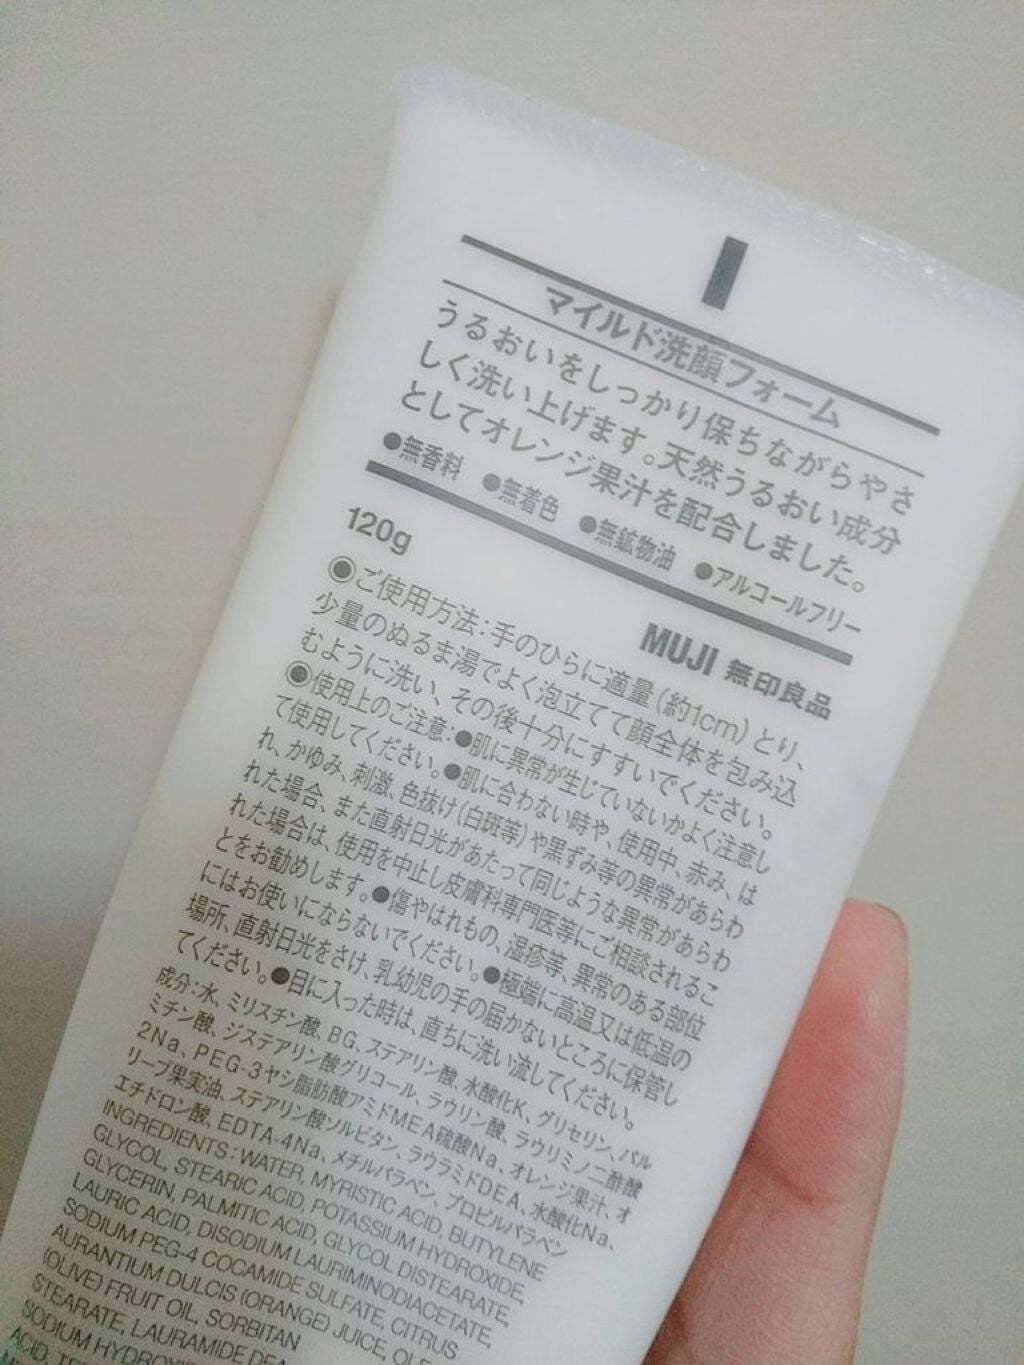 マイルド洗顔フォーム
うるおいをしっかり保ちながらやさ
しく洗い上げます。天然うるおい成分
としてオレンジ果汁を配合しました。
●無香料 ●無着色 ●無鉱物油 ●アルコールフリー
120g
MUJI 無印良品
◉ご使用方法：手のひらに適量(約1cm)とり、
少量のぬるま湯でよく泡立てて顔全体を包み込
むように洗い、その後十分にすすいでください。
◉使用上のご注意：●肌に異常が生じていないかよく注意し
て使用してください。●肌に合わない時や、使用中、赤み、は
れ、かゆみ、刺激、色抜け(白斑等)や黒ずみ等の異常があらわ
れた場合、また直射日光があたって同じような異常があらわ
れた場合は、使用を中止し皮膚科専門医等にご相談されるこ
とをお勧めします。●傷やはれもの、湿疹等、異常のある部位
にはお使いにならないでください。●極端に高温又は低温の
場所、直射日光をさけ、乳幼児の手の届かないところに保管し
てください。●目に入った時は、直ちに洗い流してください。
成分：水、ミリスチン酸、BG、ステアリン酸、水酸化K、グリセリン、パル
ミチン酸、ジステアリン酸グリコール、ラウリン酸、ラウリミノ二酢酸
2Na、PEG-3ヤシ脂肪酸アミドMEA硫酸Na、オレンジ果汁、オ
リーブ果実油、ステアリン酸ソルビタン、ラウラミドDEA、水酸化Na、
エチドロン酸、EDTA-4Na、メチルパラベン、プロピルパラベン
INGREDIENTS：WATER, MYRISTIC ACID, BUTYLENE
GLYCOL, STEARIC ACID, POTASSIUM HYDROXIDE,
GLYCERIN, PALMITIC ACID, GLYCOL DISTEARATE,
LAURIC ACID, DISODIUM LAURIMINODIACETATE,
SODIUM PEG-4 COCAMIDE SULFATE, CITRUS
AURANTIUM DULCIS (ORANGE) JUICE,
(OLIVE) FRUIT OIL, SORBITAN
STEARATE, LAURAMIDE
SODIUM
ACID,